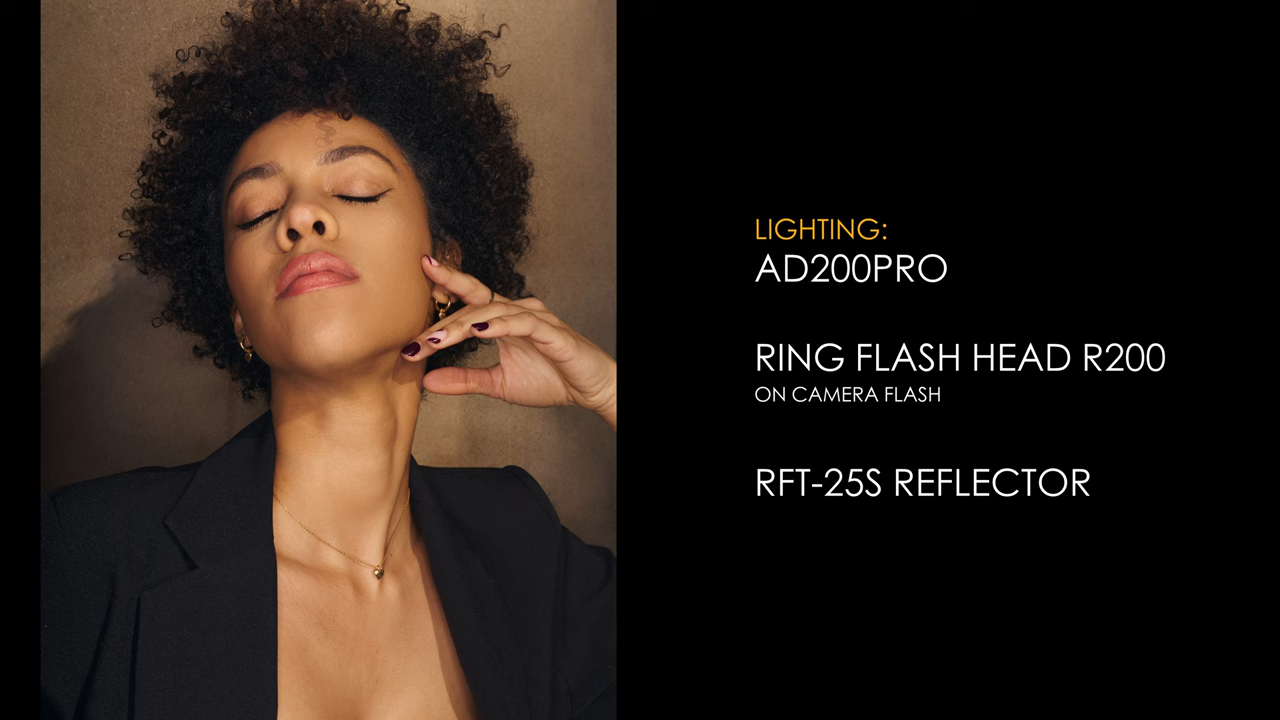 LIGHTING:
AD200PRO
RING FLASH HEAD R200
ON CAMERA FLASH
RFT-25S REFLECTOR